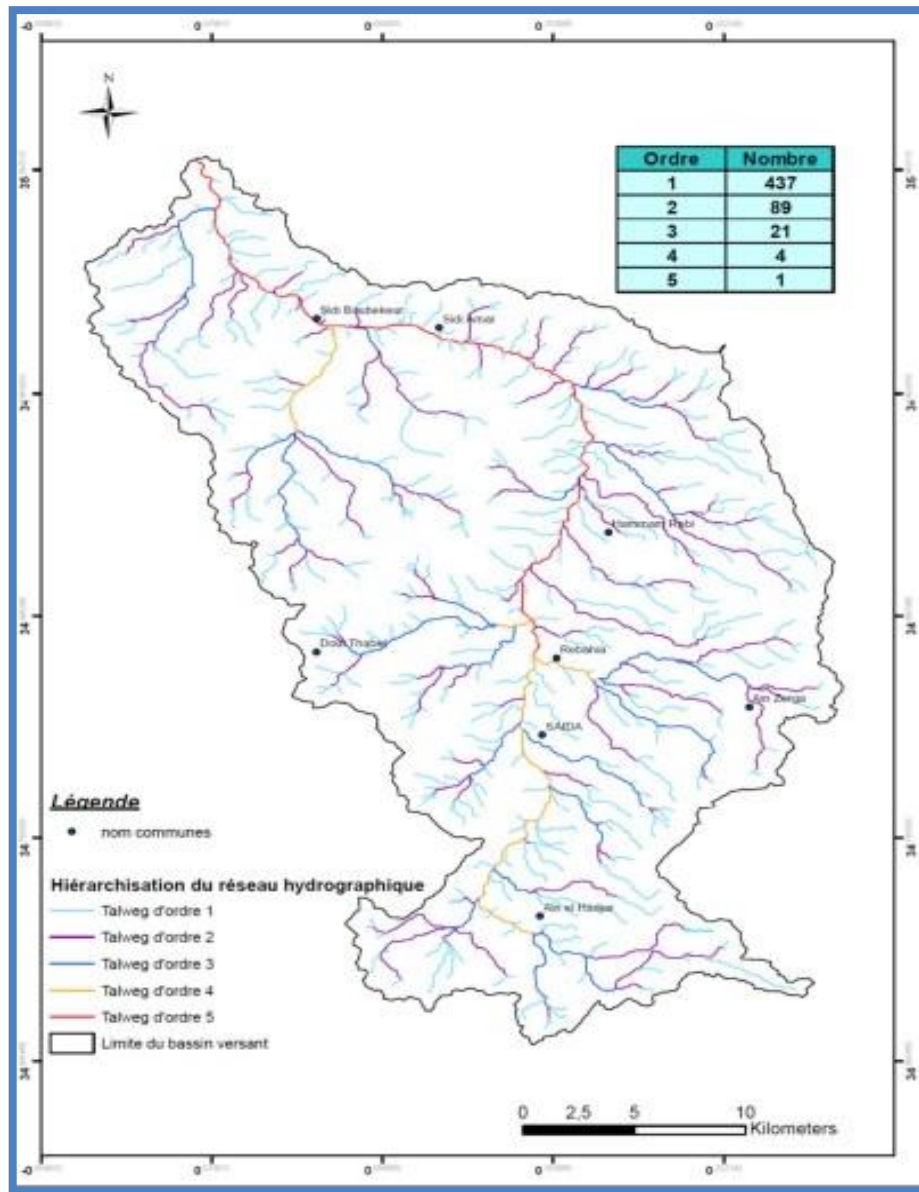 N
Ordre Nombre
1 437
2 89
3 21
4 4
5 1
Sidi Boubekeur
Sidi Amar
Hammam Rabi
Doui Thabet
Rebahia
Ain Zerga
SAIDA
Ain el Hadjar
Légende
nom communes
Hiérarchisation du réseau hydrographique
Talweg d'ordre 1
Talweg d'ordre 2
Talweg d'ordre 3
Talweg d'ordre 4
Talweg d'ordre 5
Limite du bassin versant
0 2,5 5 10
Kilometers